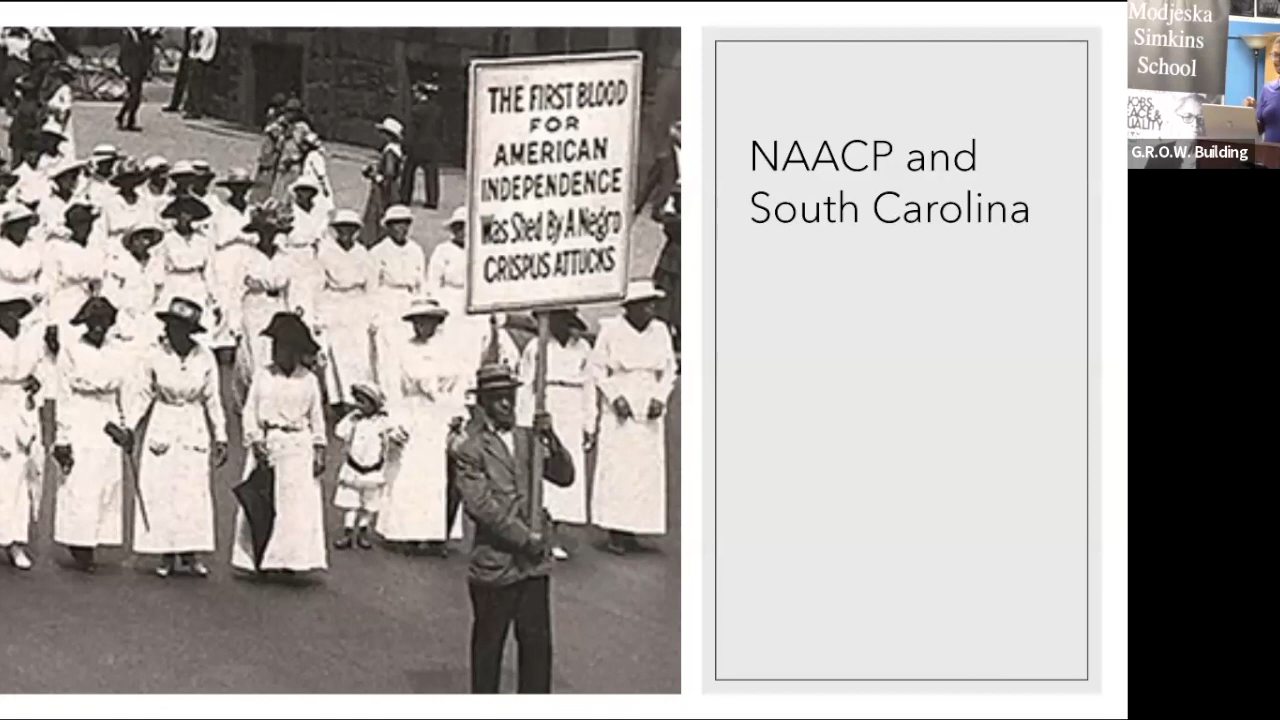 THE FIRST BLOOD
FOR
AMERICAN
INDEPENDENCE
Was Shed By A Negro
CRISPUS ATTUCKS
NAACP and
South Carolina
Modjeska
Simkins
School
G.R.O.W. Building